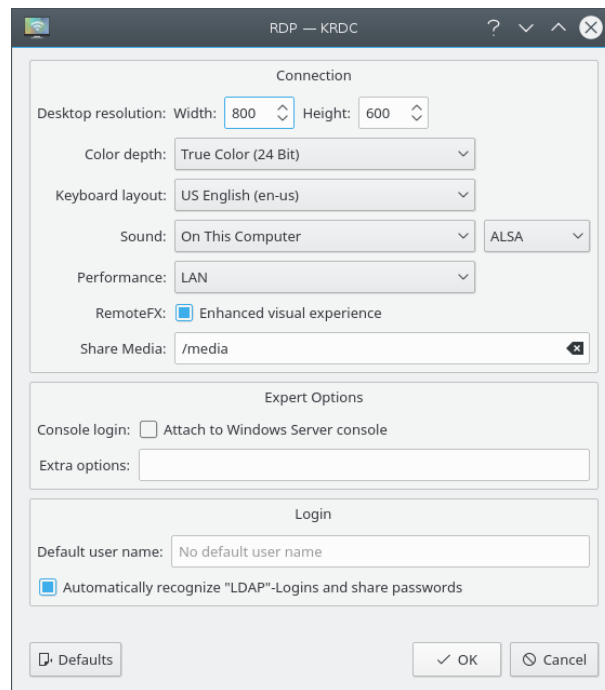 RDP — KRDC ?
Connection
Desktop resolution: Width: 800 Height: 600
Color depth: True Color (24 Bit)
Keyboard layout: US English (en-us)
Sound: On This Computer ALSA
Performance: LAN
RemoteFX: Enhanced visual experience
Share Media: /media
Expert Options
Console login: Attach to Windows Server console
Extra options:
Login
Default user name: No default user name
Automatically recognize "LDAP"-Logins and share passwords
Defaults OK Cancel